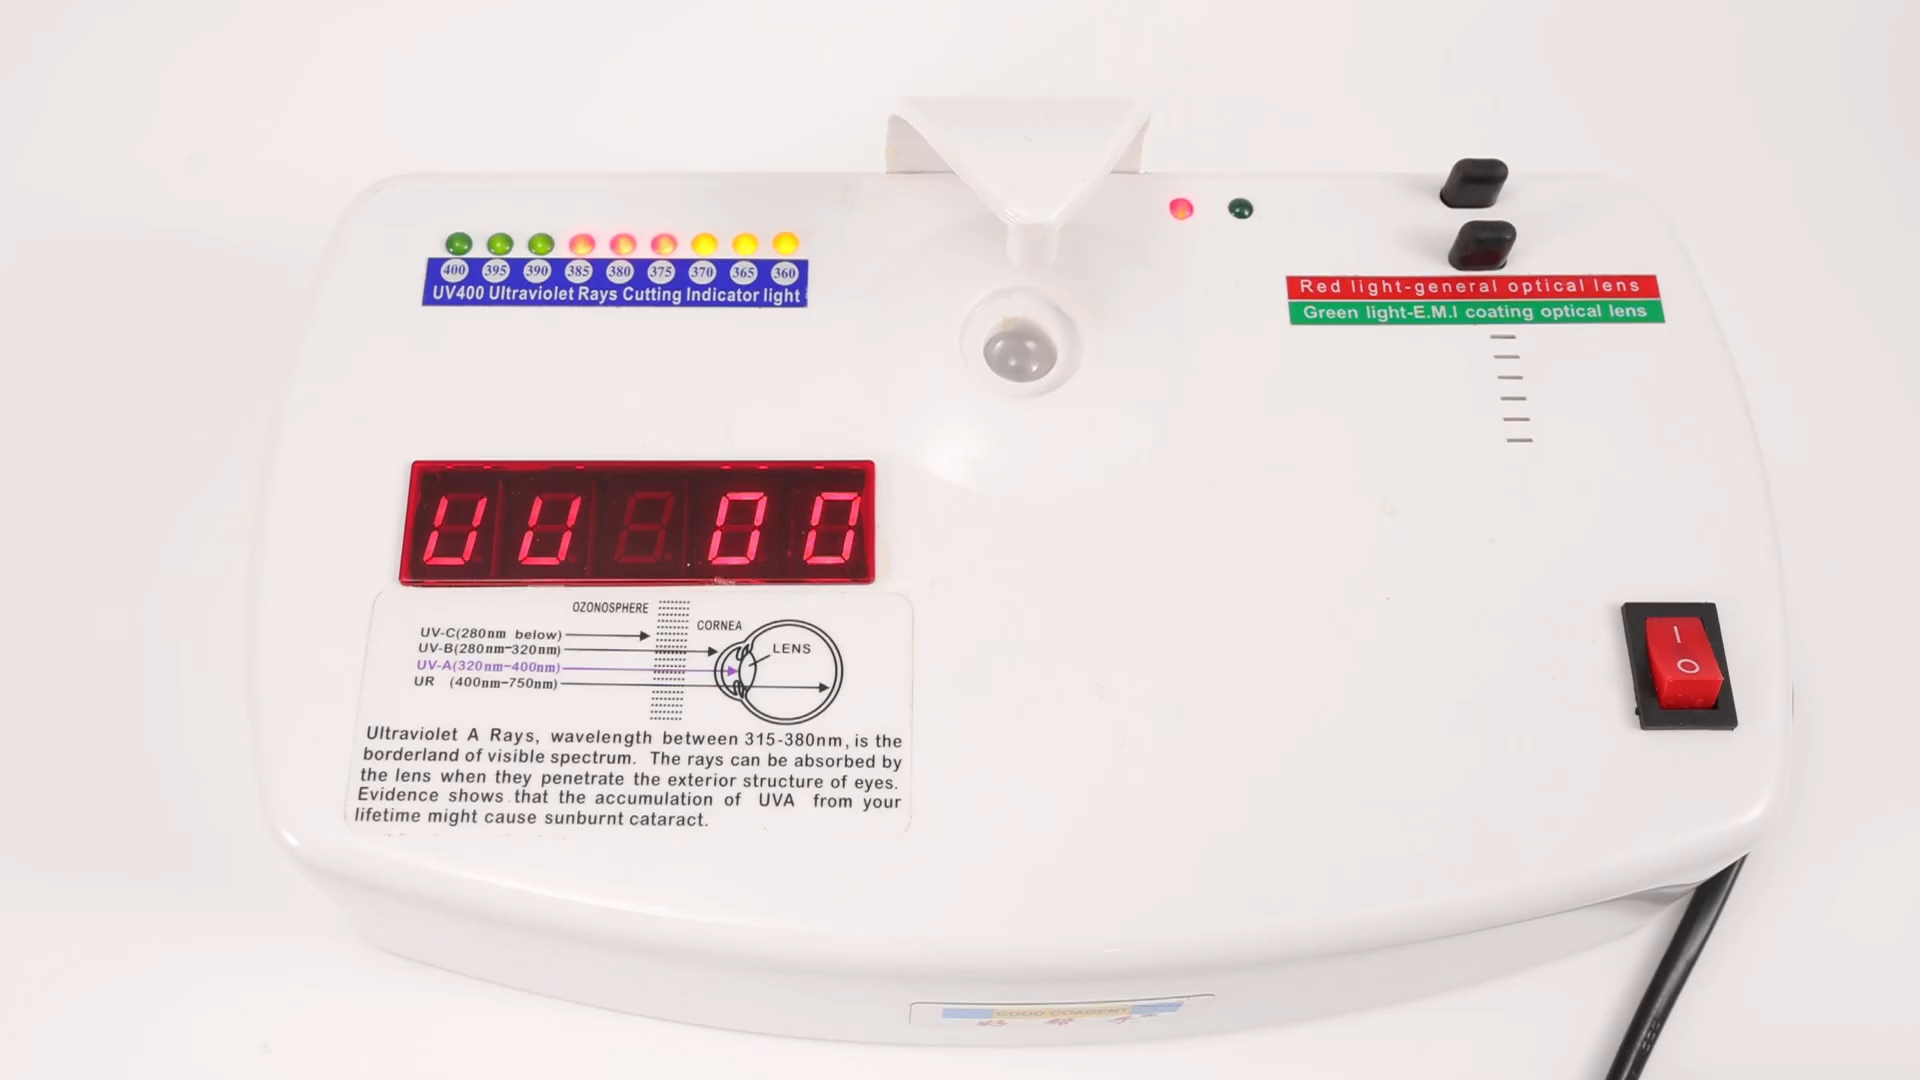 400 395 390 385 380 375 370 365 360
UV400 Ultraviolet Rays Cutting Indicator light
Red light-general optical lens
Green light-E.M.I coating optical lens
UU 00
OZONOSPHERE
CORNEA
LENS
UV-C(280nm below)
UV-B(280nm-320nm)
UV-A(320nm-400nm)
UR (400nm-750nm)
Ultraviolet A Rays, wavelength between 315-380nm, is the
borderland of visible spectrum. The rays can be absorbed by
the lens when they penetrate the exterior structure of eyes.
Evidence shows that the accumulation of UVA from your
lifetime might cause sunburnt cataract.
I
O
GOOD COAGENT